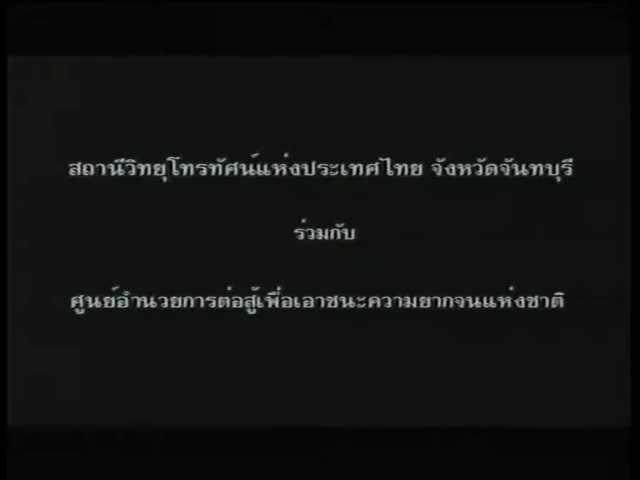 สถานีวิทยุโทรทัศน์แห่งประเทศไทย จังหวัดจันทบุรี
ร่วมกับ
ศูนย์อำนวยการต่อสู้เพื่อเอาชนะความยากจนแห่งชาติ